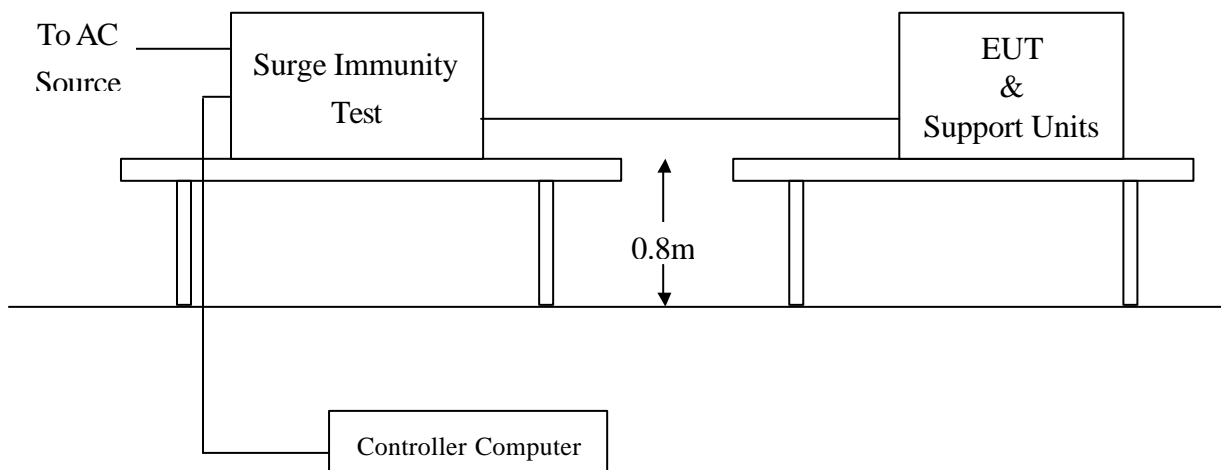 To AC
Source
Surge Immunity
Test
EUT
&
Support Units
0.8m
Controller Computer